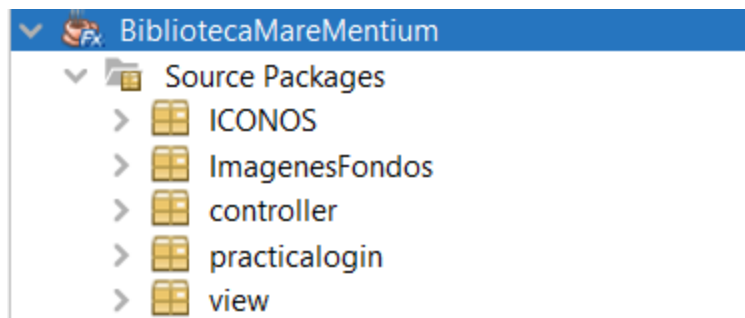 BibliotecaMareMentium
Source Packages
ICONOS
ImagenesFondos
controller
practicalogin
view